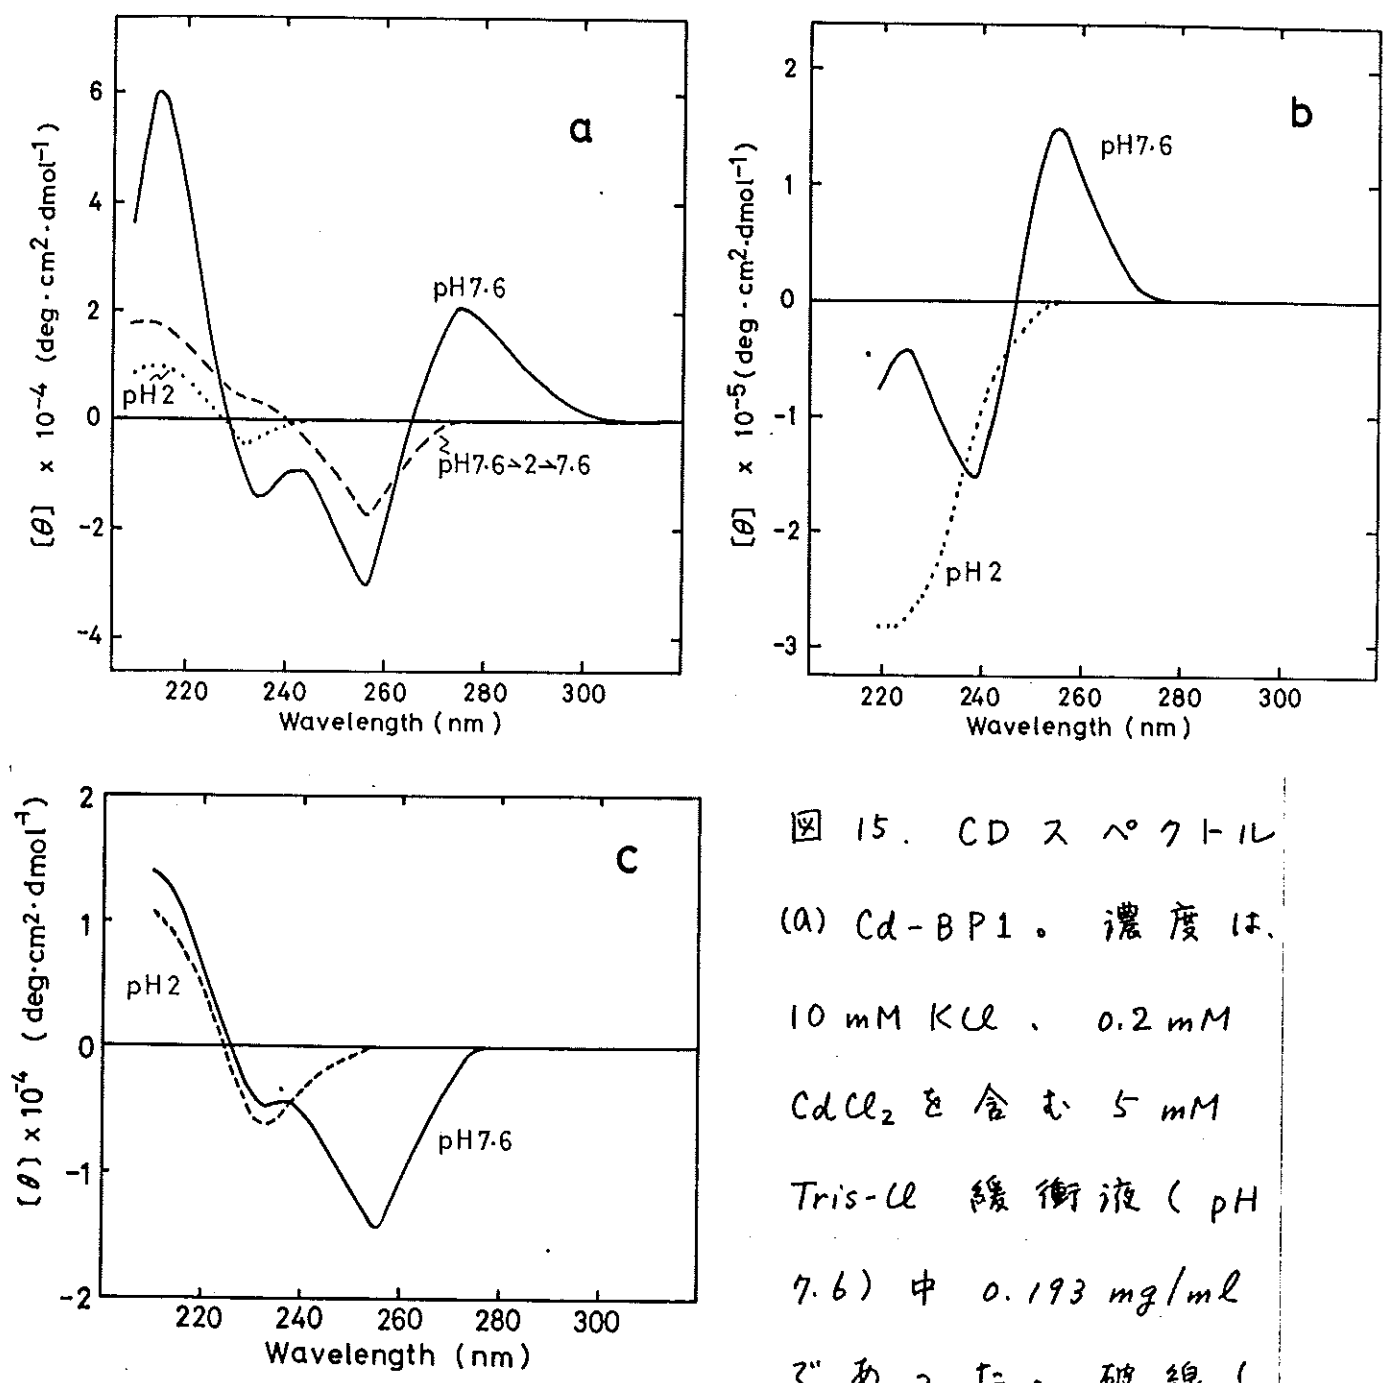 a
6
4
2
0
-2
-4
[θ] x 10⁻⁴ (deg·cm²·dmol⁻¹)
pH7.6
pH2
pH7.6→2→7.6
220 240 260 280 300
Wavelength (nm)
b
2
1
0
-1
-2
-3
[θ] x 10⁻⁵ (deg·cm²·dmol⁻¹)
pH7.6
pH2
220 240 260 280 300
Wavelength (nm)
c
2
1
0
-1
-2
[θ] x 10⁻⁴ (deg·cm²·dmol⁻¹)
pH2
pH7.6
220 240 260 280 300
Wavelength (nm)
図 15. CD スペクトル
(a) Cd-BP1。 濃度は、
10 mM KCl、 0.2 mM
CdCl₂ を含む 5 mM
Tris-Cl 緩衝液 (pH
7.6) 中 0.193 mg/ml
であった。破線 (